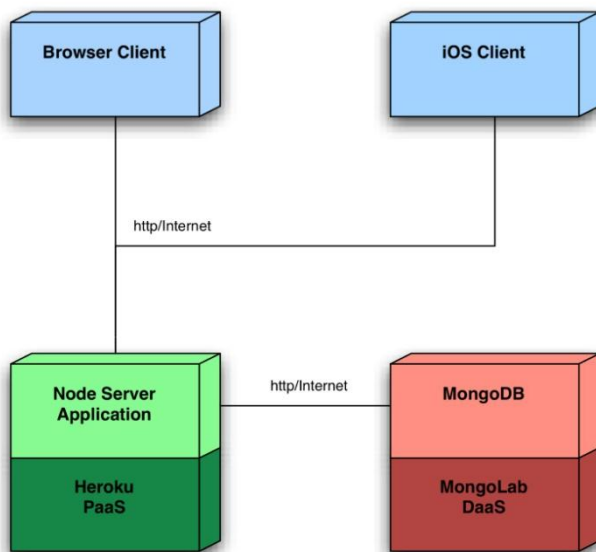 Browser Client
iOS Client
http/Internet
Node Server
Application
http/Internet
MongoDB
Heroku
PaaS
MongoLab
DaaS